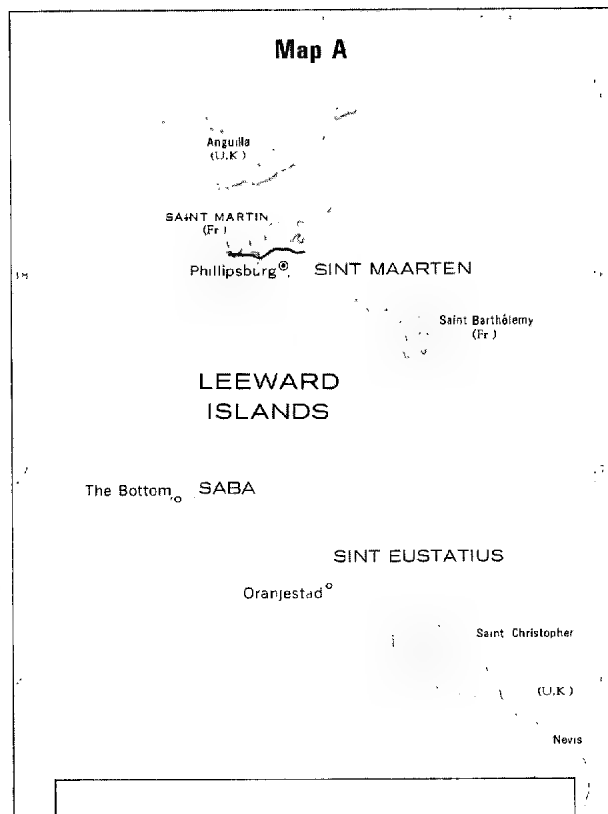 Map A
Anguilla
(U.K)
SAINT MARTIN
(Fr)
Phillipsburg
SINT MAARTEN
Saint Barthélemy
(Fr)
LEEWARD
ISLANDS
The Bottom
SABA
SINT EUSTATIUS
Oranjestad
Saint Christopher
(U.K)
Nevis